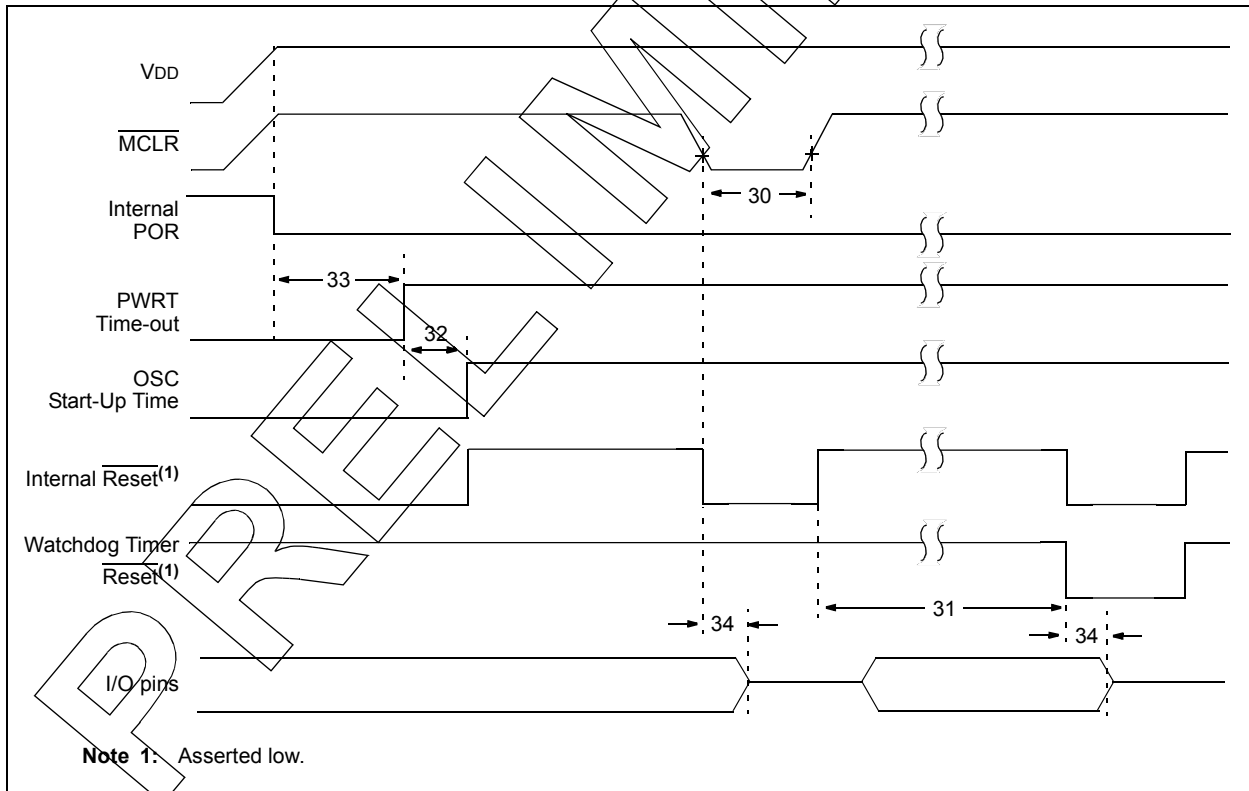 VDD
MCLR
30
Internal
POR
33
PWRT
Time-out
32
OSC
Start-Up Time
Internal Reset(1)
Watchdog Timer
Reset(1)
31
34
34
I/O pins
Note 1: Asserted low.
PRELIM